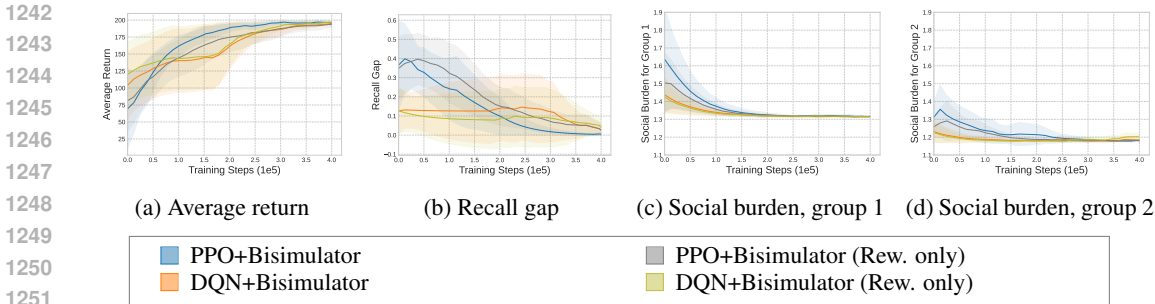 1242
1243
1244
1245
1246
1247
1248
1249
1250
1251
200
175
150
125
100
75
50
25
Average Return
0.0 0.5 1.0 1.5 2.0 2.5 3.0 3.5 4.0
Training Steps (1e5)
0.6
0.5
0.4
0.3
0.2
0.1
0.0
−0.1
Recall Gap
0.0 0.5 1.0 1.5 2.0 2.5 3.0 3.5 4.0
Training Steps (1e5)
1.9
1.8
1.7
1.6
1.5
1.4
1.3
1.2
1.1
Social Burden for Group 1
0.0 0.5 1.0 1.5 2.0 2.5 3.0 3.5 4.0
Training Steps (1e5)
1.9
1.8
1.7
1.6
1.5
1.4
1.3
1.2
1.1
Social Burden for Group 2
0.0 0.5 1.0 1.5 2.0 2.5 3.0 3.5 4.0
Training Steps (1e5)
(a) Average return
(b) Recall gap
(c) Social burden, group 1
(d) Social burden, group 2
PPO+Bisimulator
PPO+Bisimulator (Rew. only)
DQN+Bisimulator
DQN+Bisimulator (Rew. only)